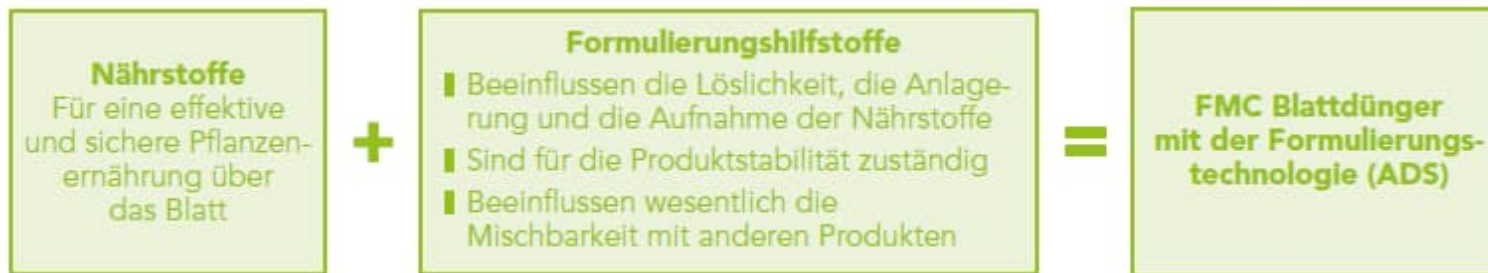 Nährstoffe
Für eine effektive
und sichere Pflanzen-
ernährung über
das Blatt
+
Formulierungshilfstoffe
Beeinflussen die Löslichkeit, die Anlage-
rung und die Aufnahme der Nährstoffe
Sind für die Produktstabilität zuständig
Beeinflussen wesentlich die
Mischbarkeit mit anderen Produkten
=
FMC Blattdünger
mit der Formulierungs-
technologie (ADS)